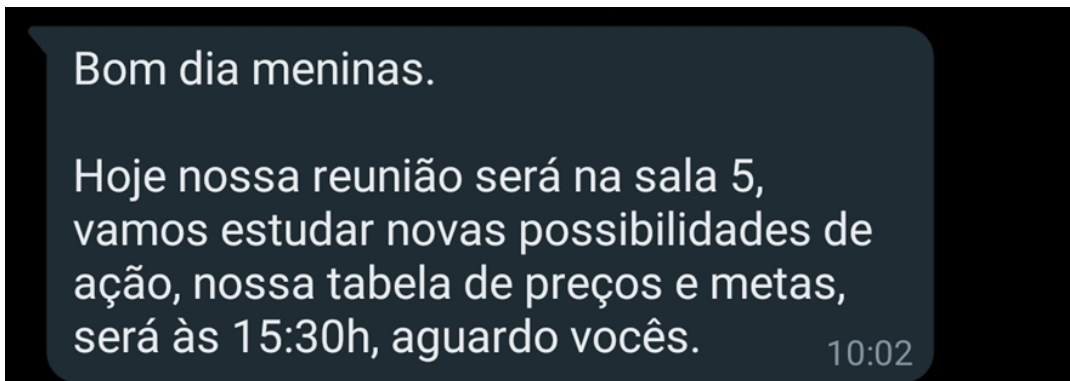 Bom dia meninas.
Hoje nossa reunião será na sala 5,
vamos estudar novas possibilidades de
ação, nossa tabela de preços e metas,
será às 15:30h, aguardo vocês.
10:02